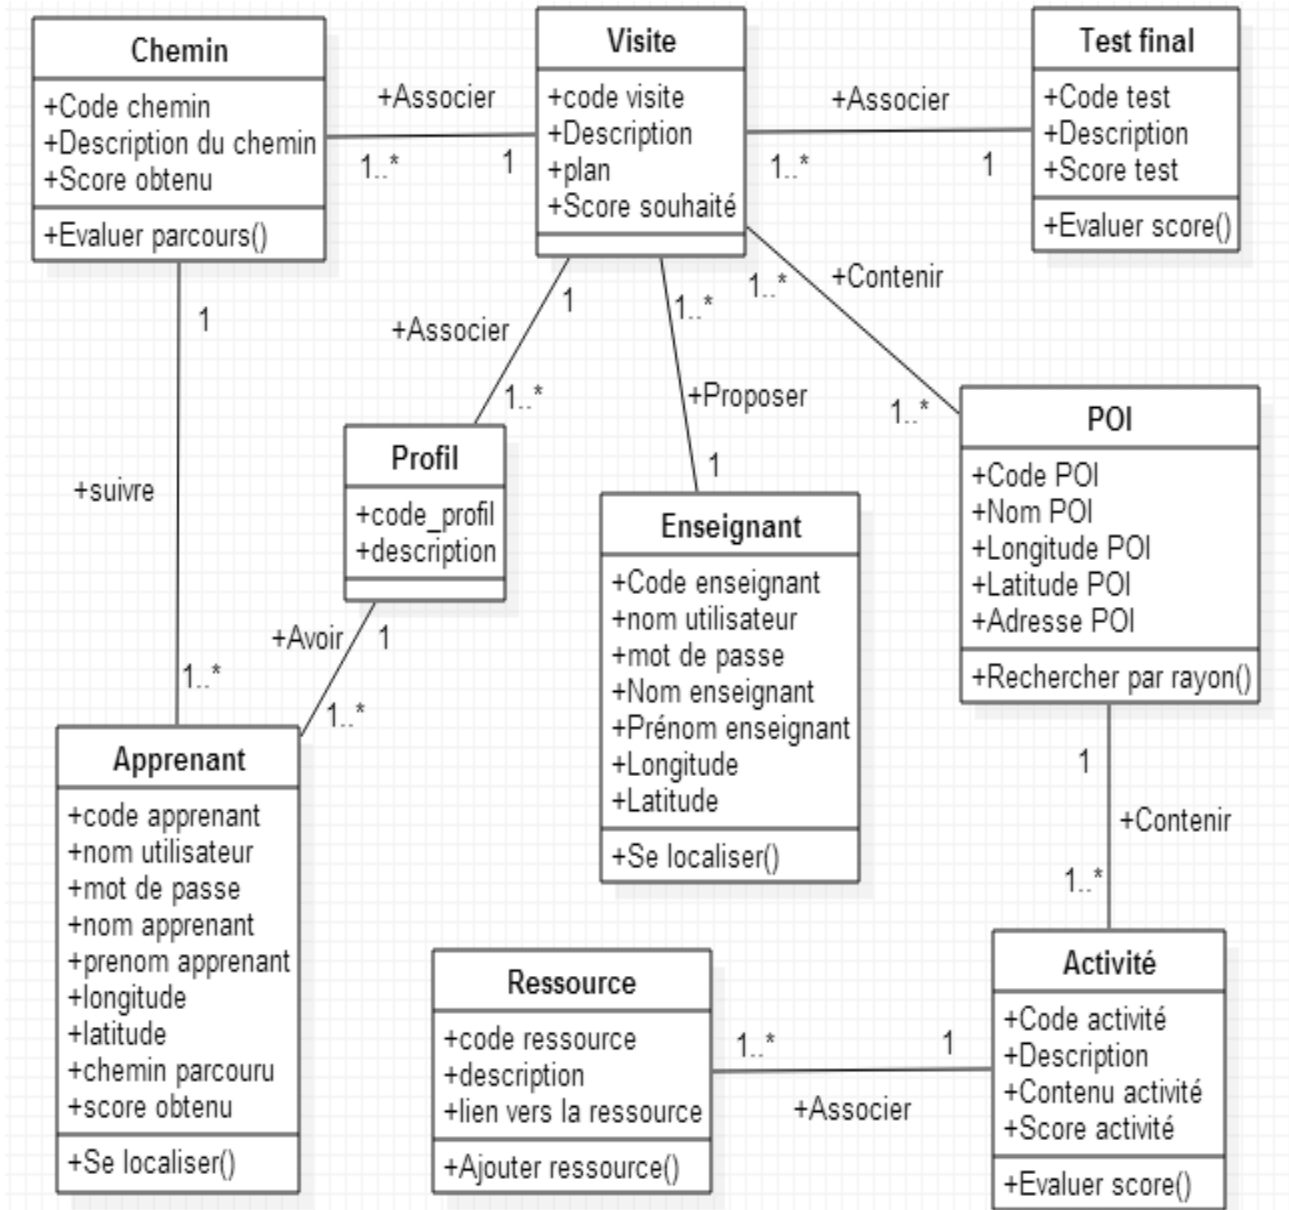 Chemin
+Code chemin
+Description du chemin
+Score obtenu
+Evaluer parcours()
+Associer
1..*
1
Visite
+code visite
+Description
+plan
+Score souhaité
+Associer
1..*
1
Test final
+Code test
+Description
+Score test
+Evaluer score()
1
+suivre
1..*
1
+Associer
1..*
1..*
+Proposer
1
1..*
+Contenir
1..*
Profil
+code_profil
+description
+Avoir
1
1..*
Enseignant
+Code enseignant
+nom utilisateur
+mot de passe
+Nom enseignant
+Prénom enseignant
+Longitude
+Latitude
+Se localiser()
POI
+Code POI
+Nom POI
+Longitude POI
+Latitude POI
+Adresse POI
+Rechercher par rayon()
1
+Contenir
1..*
Apprenant
+code apprenant
+nom utilisateur
+mot de passe
+nom apprenant
+prenom apprenant
+longitude
+latitude
+chemin parcouru
+score obtenu
+Se localiser()
Ressource
+code ressource
+description
+lien vers la ressource
+Ajouter ressource()
1..*
1
+Associer
Activité
+Code activité
+Description
+Contenu activité
+Score activité
+Evaluer score()